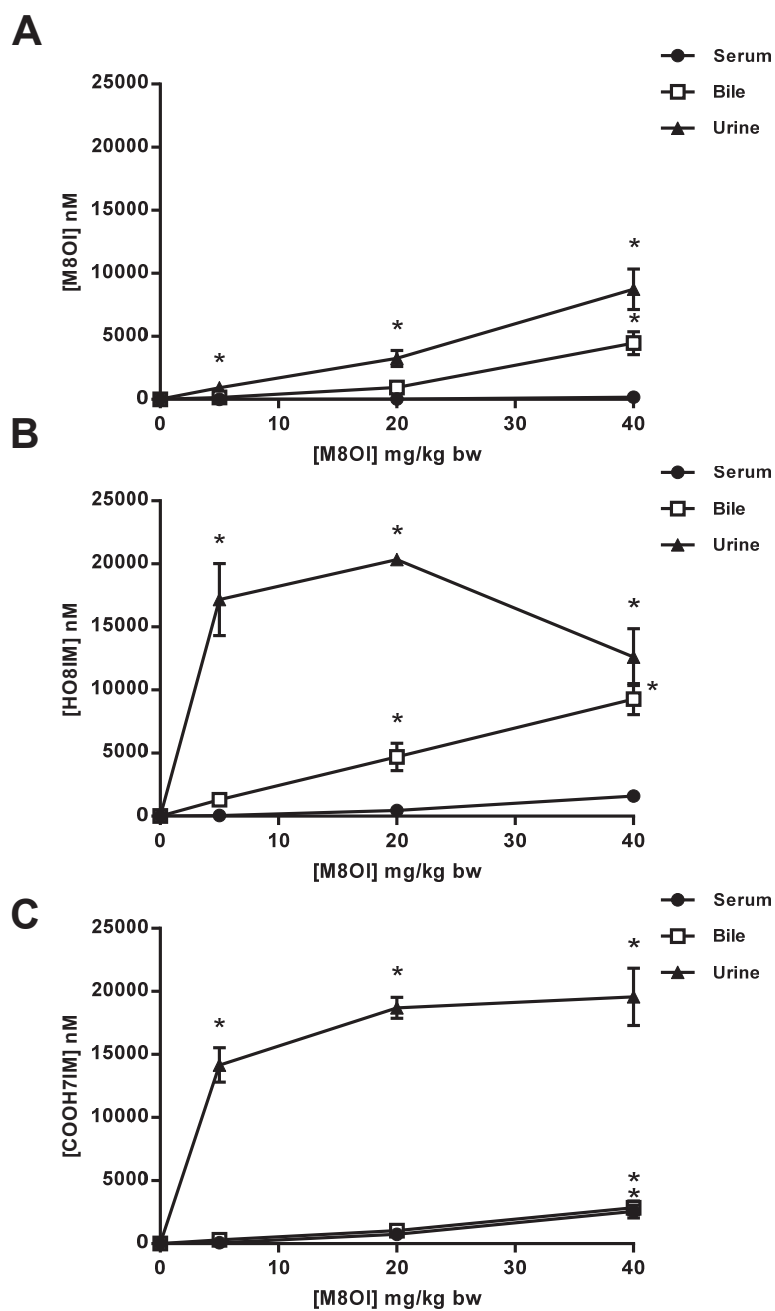 A
Serum
Bile
Urine
25000
20000
15000
10000
5000
0
[M8OI] nM
*
*
*
*
0 10 20 30 40
[M8OI] mg/kg bw
B
Serum
Bile
Urine
25000
20000
15000
10000
5000
0
[HO8IM] nM
*
*
*
*
*
0 10 20 30 40
[M8OI] mg/kg bw
C
Serum
Bile
Urine
25000
20000
15000
10000
5000
0
[COOH7IM] nM
*
*
*
*
*
0 10 20 30 40
[M8OI] mg/kg bw